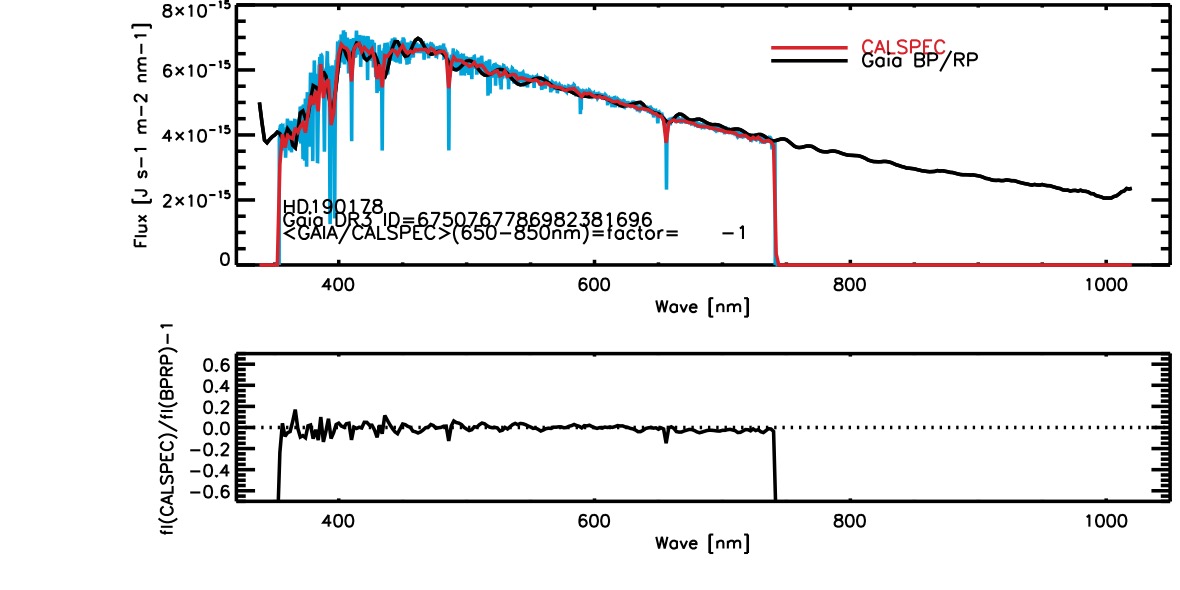 8×10⁻¹⁵
6×10⁻¹⁵
4×10⁻¹⁵
2×10⁻¹⁵
0
Flux [J s−1 m−2 nm−1]
CALSPEC
Gaia BP/RP
HD190178
Gaia DR3 ID=6750767786982381696
<GAIA/CALSPEC>(650−850nm)=factor= −1
400 600 800 1000
Wave [nm]
fl(CALSPEC)/fl(BPRP)−1
0.6
0.4
0.2
0.0
−0.2
−0.4
−0.6
400 600 800 1000
Wave [nm]